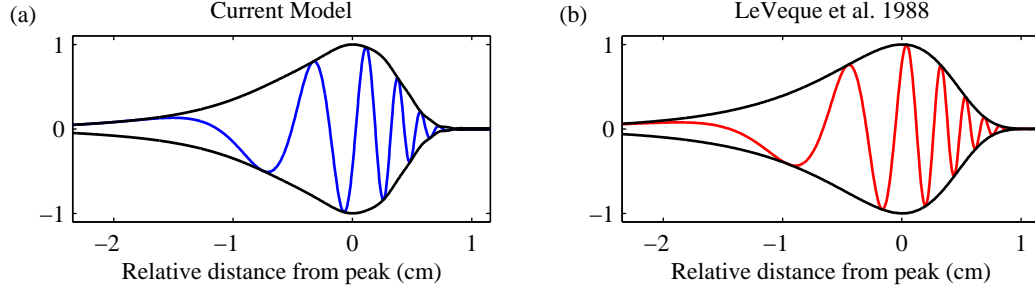 (a)
Current Model
1
0
−1
−2
−1
0
1
Relative distance from peak (cm)
(b)
LeVeque et al. 1988
1
0
−1
−2
−1
0
1
Relative distance from peak (cm)